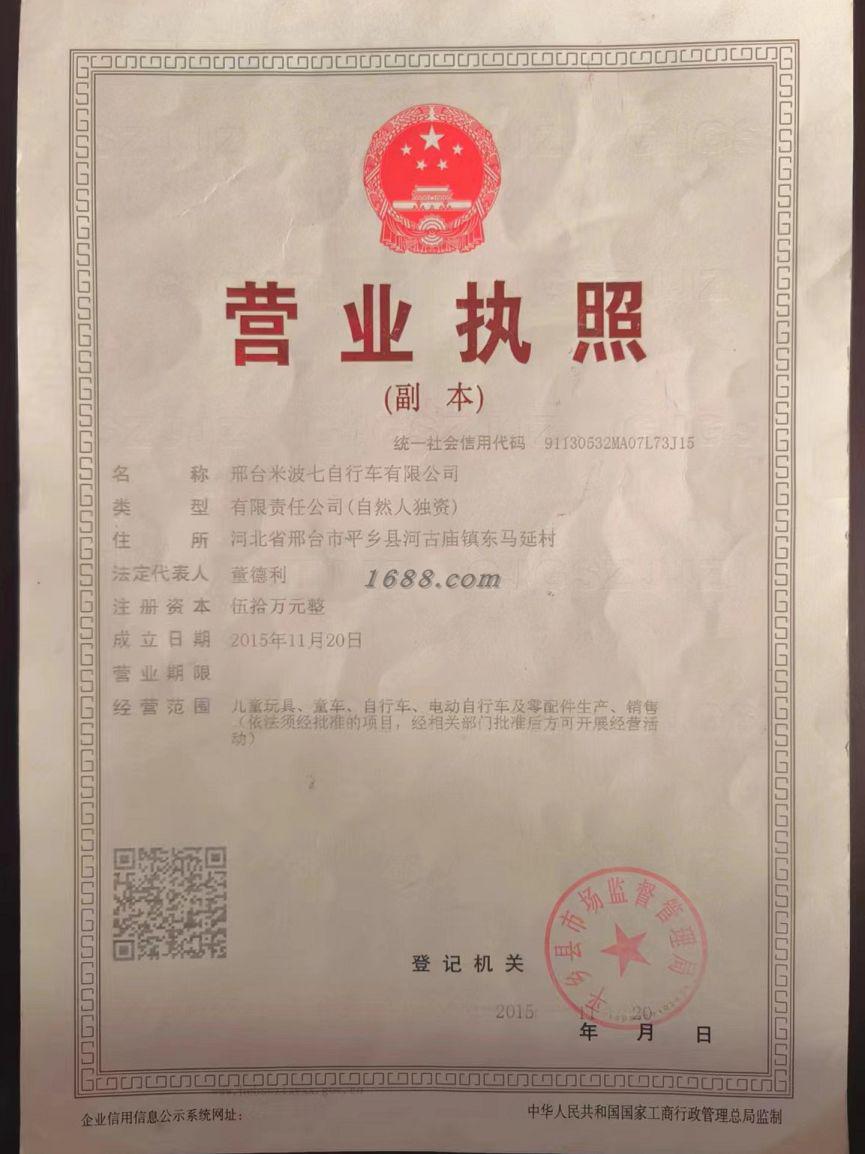 营业执照
(副 本)
统一社会信用代码 91130532MA07L73J15
名 称 邢台米波七自行车有限公司
类 型 有限责任公司(自然人独资)
住 所 河北省邢台市平乡县河古庙镇东马延村
法定代表人 董德利
1688.com
注册资本 伍拾万元整
成立日期 2015年11月20日
营业期限
经营范围 儿童玩具、童车、自行车、电动自行车及零配件生产、销售
（依法须经批准的项目，经相关部门批准后方可开展经营活
动）
平乡县市场监督管理局
登记机关
2015 11 20
年 月 日
企业信用信息公示系统网址：
中华人民共和国国家工商行政管理总局监制